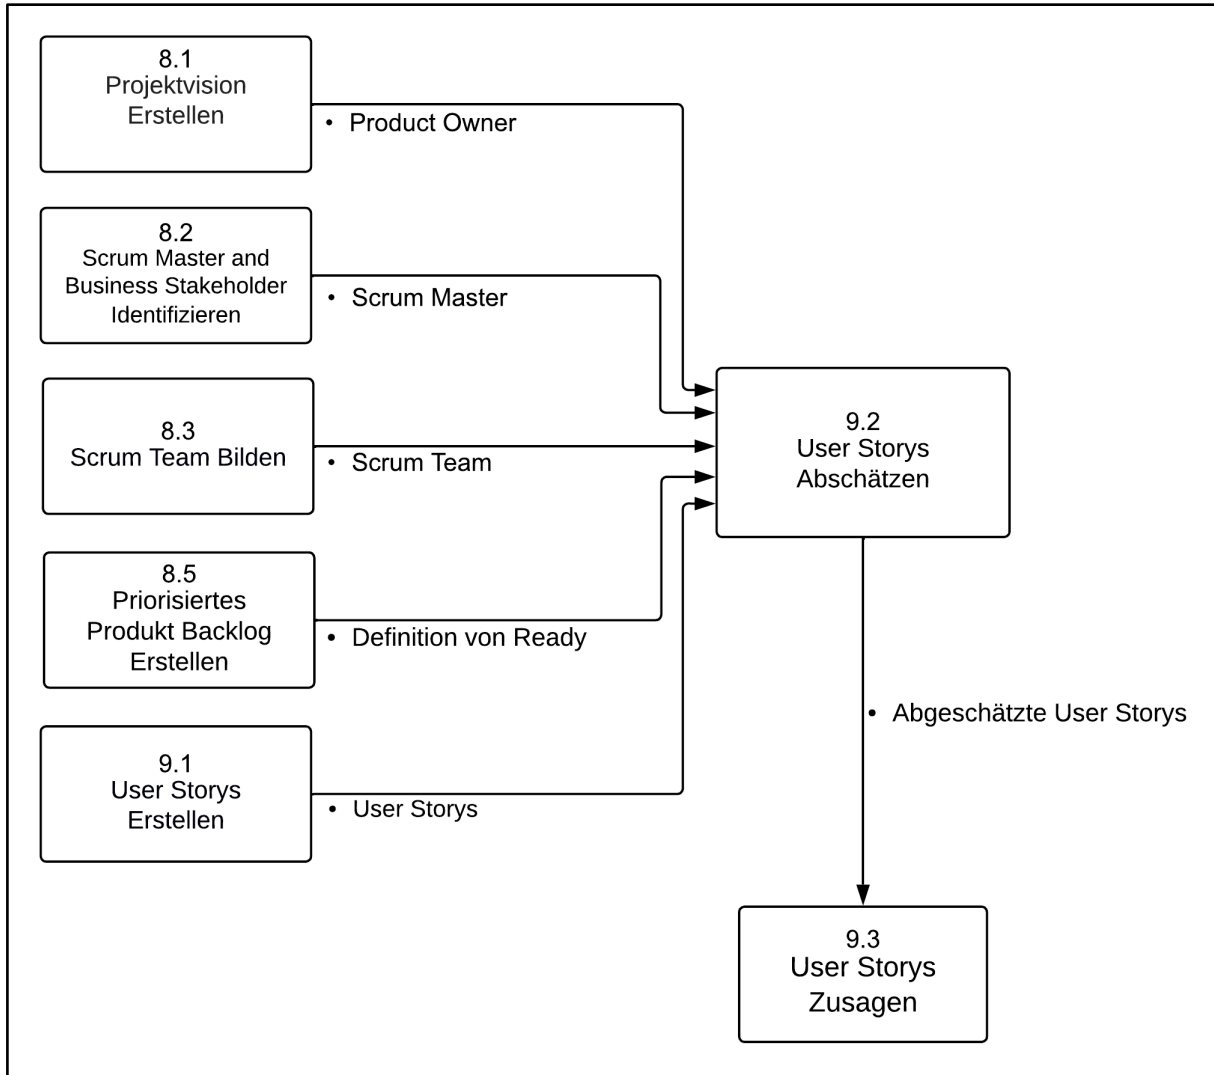 8.1
Projektvision
Erstellen
• Product Owner
8.2
Scrum Master and
Business Stakeholder
Identifizieren
• Scrum Master
8.3
Scrum Team Bilden
• Scrum Team
8.5
Priorisiertes
Produkt Backlog
Erstellen
• Definition von Ready
9.1
User Storys
Erstellen
• User Storys
9.2
User Storys
Abschätzen
• Abgeschätzte User Storys
9.3
User Storys
Zusagen